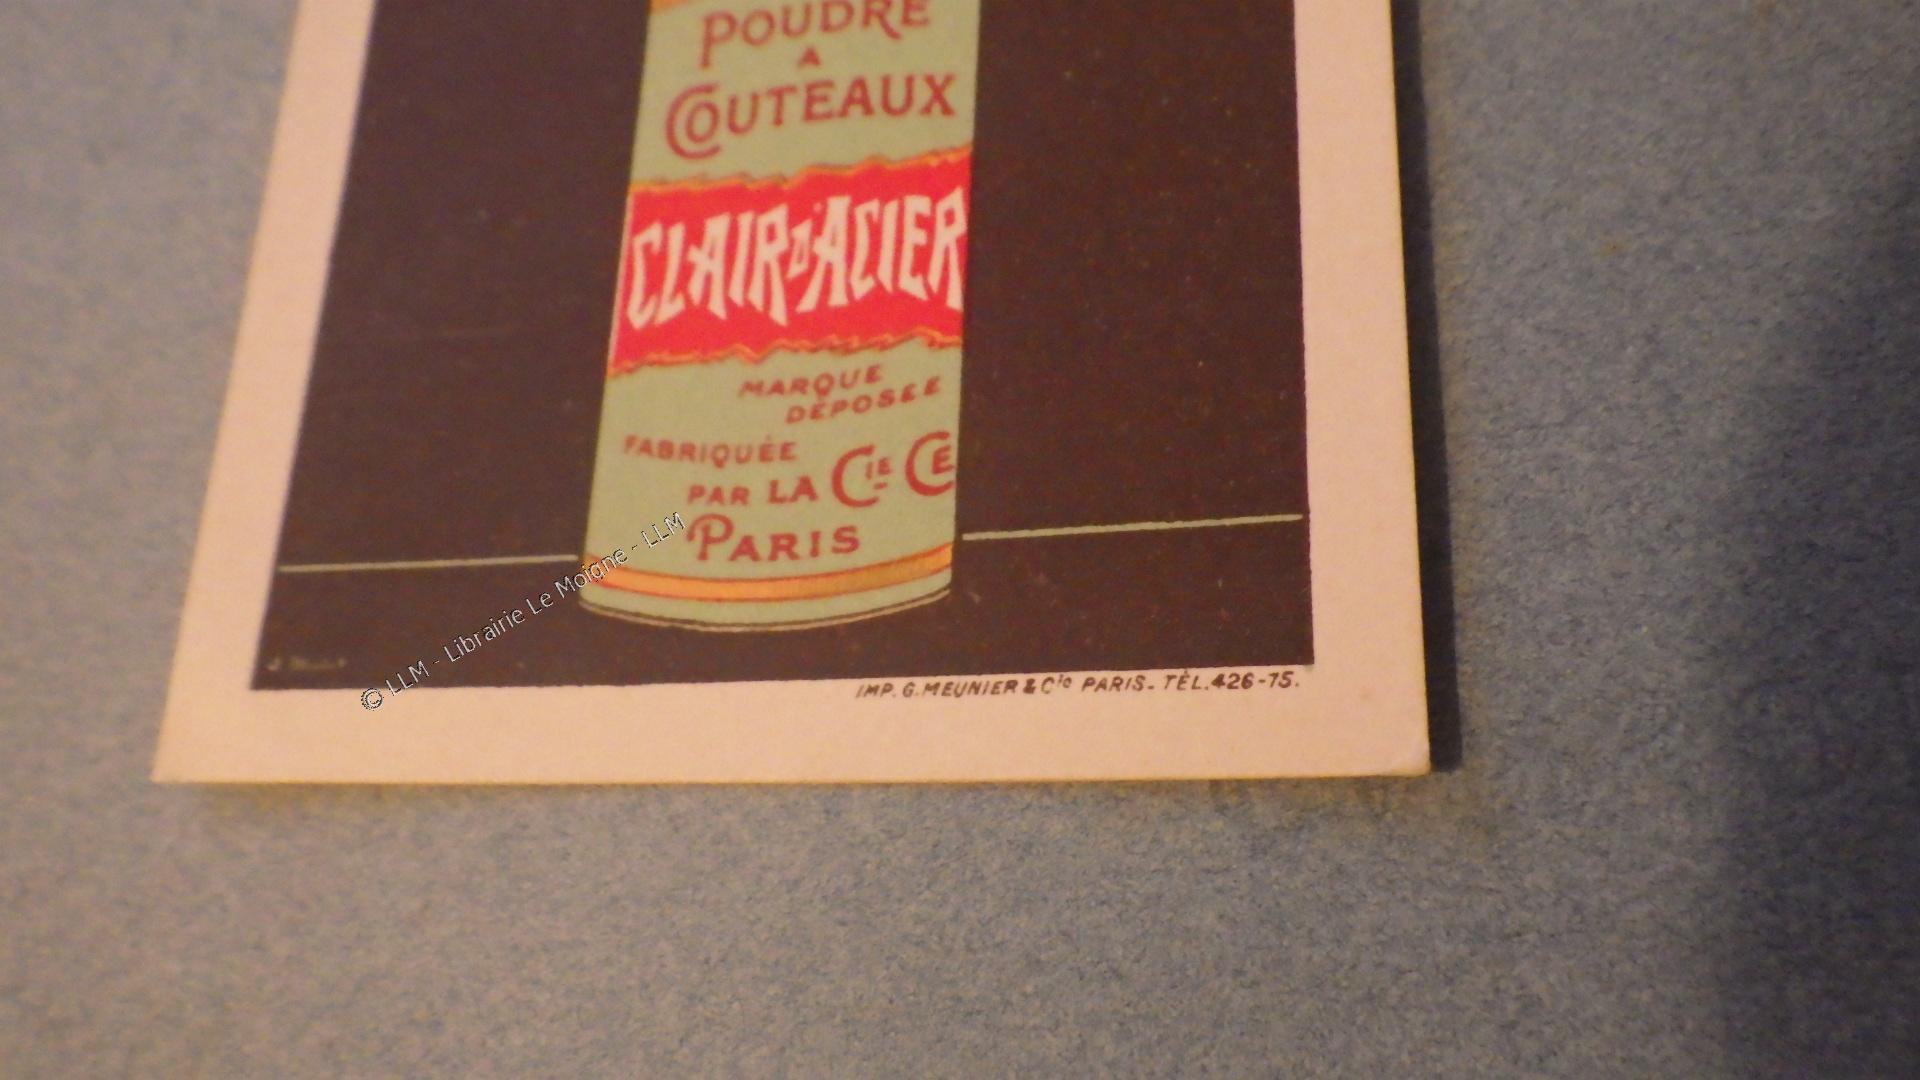 POUDRE
A
COUTEAUX
CLAIR D'ACIER
MARQUE
DÉPOSÉE
FABRIQUÉE
PAR LA CIE CE
PARIS
© LLM - Librairie Le Moigne - LLM
IMP. G. MEUNIER & Cie PARIS. TÉL. 426-75.